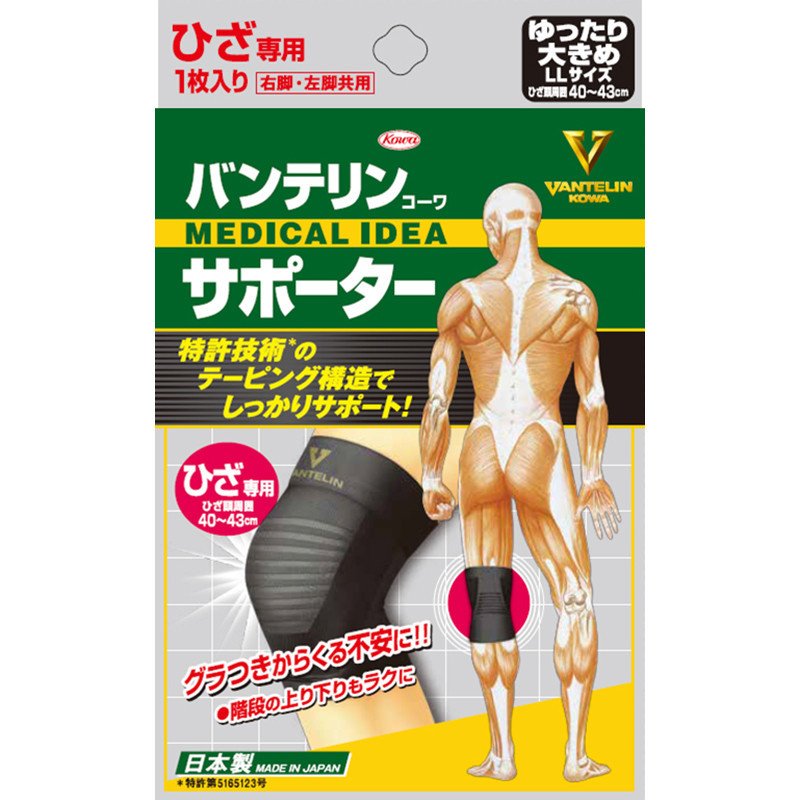 ひざ専用
1枚入り 右脚・左脚共用
ゆったり
大きめ
LLサイズ
ひざ頭周囲40~43cm
Kowa
バンテリンコーワ
MEDICAL IDEA
サポーター
VANTELIN
KOWA
特許技術*の
テーピング構造で
しっかりサポート!
ひざ専用
ひざ頭周囲
40~43cm
VANTELIN
グラつきからくる不安に!!
●階段の上り下りもラクに
日本製 MADE IN JAPAN
*特許第5165123号